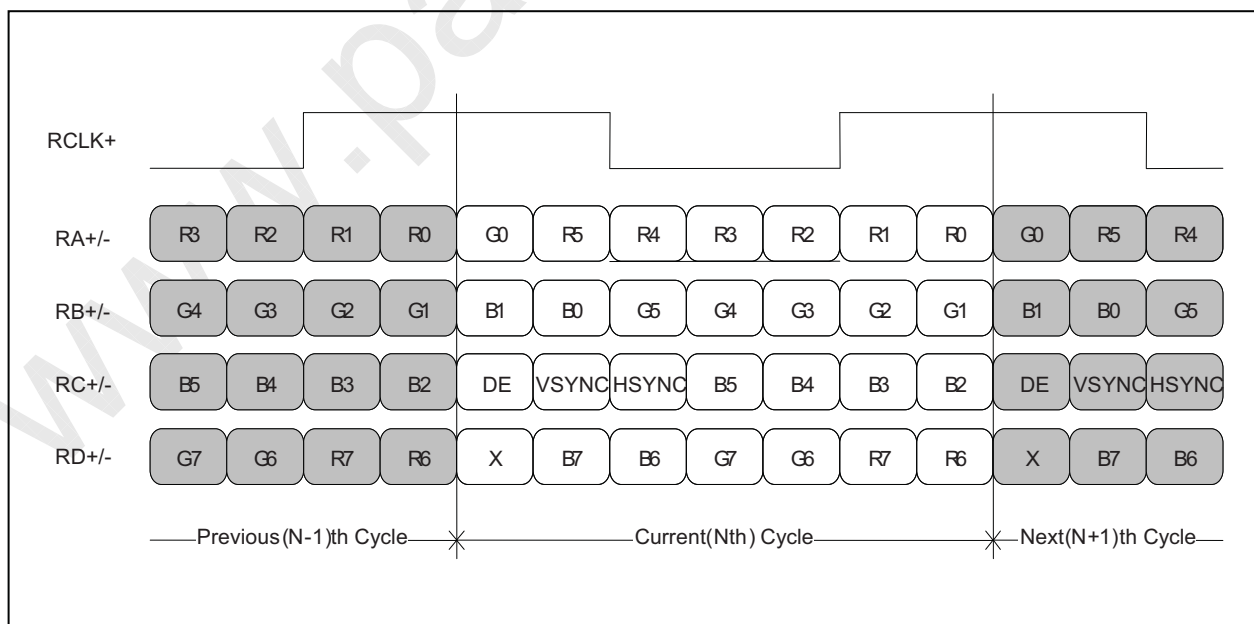 www.pa
RCLK+
RA+/- R3 R2 R1 R0 G0 R5 R4 R3 R2 R1 R0 G0 R5 R4
RB+/- G4 G3 G2 G1 B1 B0 G5 G4 G3 G2 G1 B1 B0 G5
RC+/- B5 B4 B3 B2 DE VSYNC HSYNC B5 B4 B3 B2 DE VSYNC HSYNC
RD+/- G7 G6 R7 R6 X B7 B6 G7 G6 R7 R6 X B7 B6
Previous(N-1)th Cycle Current(Nth) Cycle Next(N+1)th Cycle